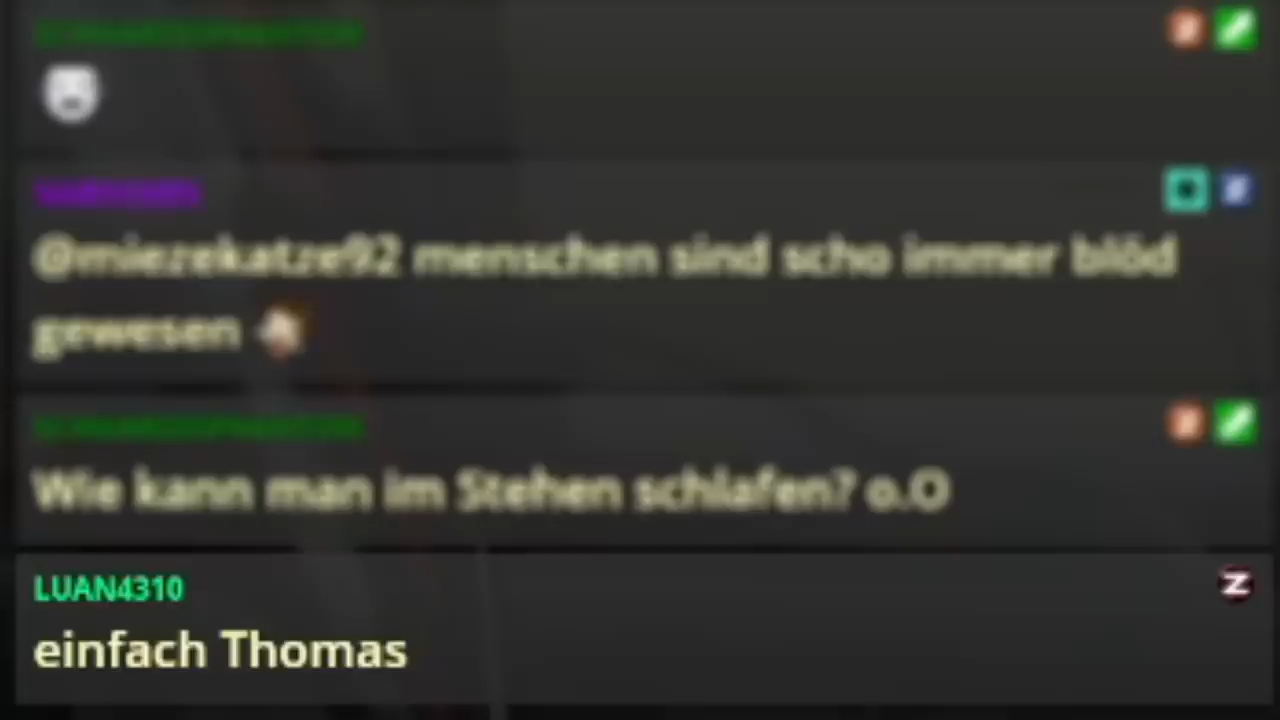 @miezekatze92 menschen sind scho immer blöd
gewesen
Wie kann man im Stehen schlafen? o.O
LUAN4310
einfach Thomas